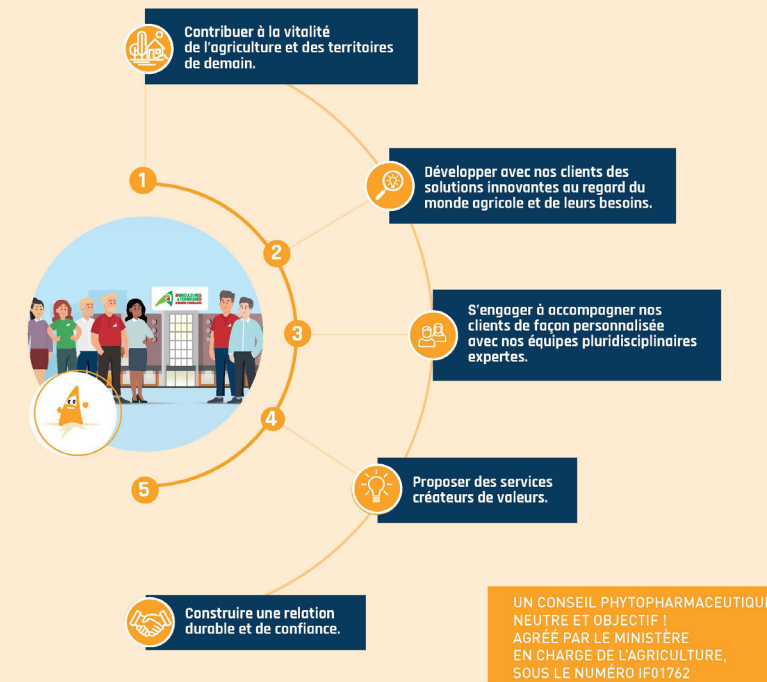 Contribuer à la vitalité
de l'agriculture et des territoires
de demain.
1
Développer avec nos clients des
solutions innovantes au regard du
monde agricole et de leurs besoins.
2
AGRICULTURES
& TERRITOIRES
3
S'engager à accompagner nos
clients de façon personnalisée
avec nos équipes pluridisciplinaires
expertes.
4
5
Proposer des services
créateurs de valeurs.
Construire une relation
durable et de confiance.
UN CONSEIL PHYTOPHARMACEUTIQUE
NEUTRE ET OBJECTIF !
AGRÉÉ PAR LE MINISTÈRE
EN CHARGE DE L'AGRICULTURE,
SOUS LE NUMÉRO IF01762